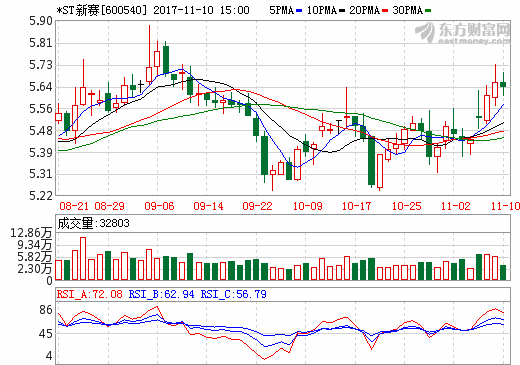 *ST新赛[600540] 2017-11-10 15:00 5PMA 10PMA 20PMA 30PMA
东方财富网
eastmoney.com
5.90
5.81
5.72
5.64
5.56
5.48
5.39
5.31
5.22
08-21 08-29 09-06 09-14 09-22 10-09 10-17 10-25 11-02 11-10
成交量:32803
12.86万
9.34万
5.82万
2.30万
0
RSI_A:72.08 RSI_B:62.94 RSI_C:56.79
86
45
4